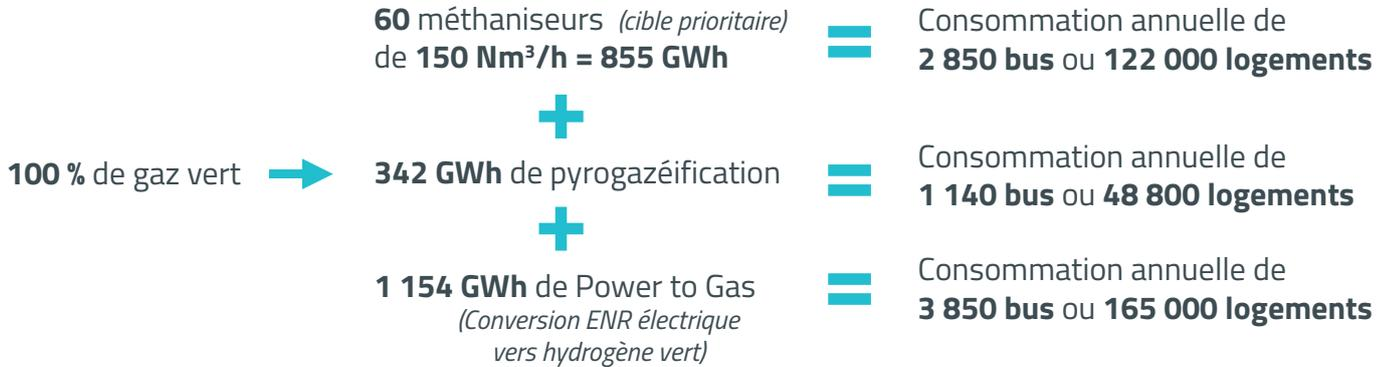 60 méthaniseurs (cible prioritaire)
de 150 Nm³/h = 855 GWh
=
Consommation annuelle de
2 850 bus ou 122 000 logements
+
100 % de gaz vert
342 GWh de pyrogazéification
=
Consommation annuelle de
1 140 bus ou 48 800 logements
+
1 154 GWh de Power to Gas
(Conversion ENR électrique
vers hydrogène vert)
=
Consommation annuelle de
3 850 bus ou 165 000 logements